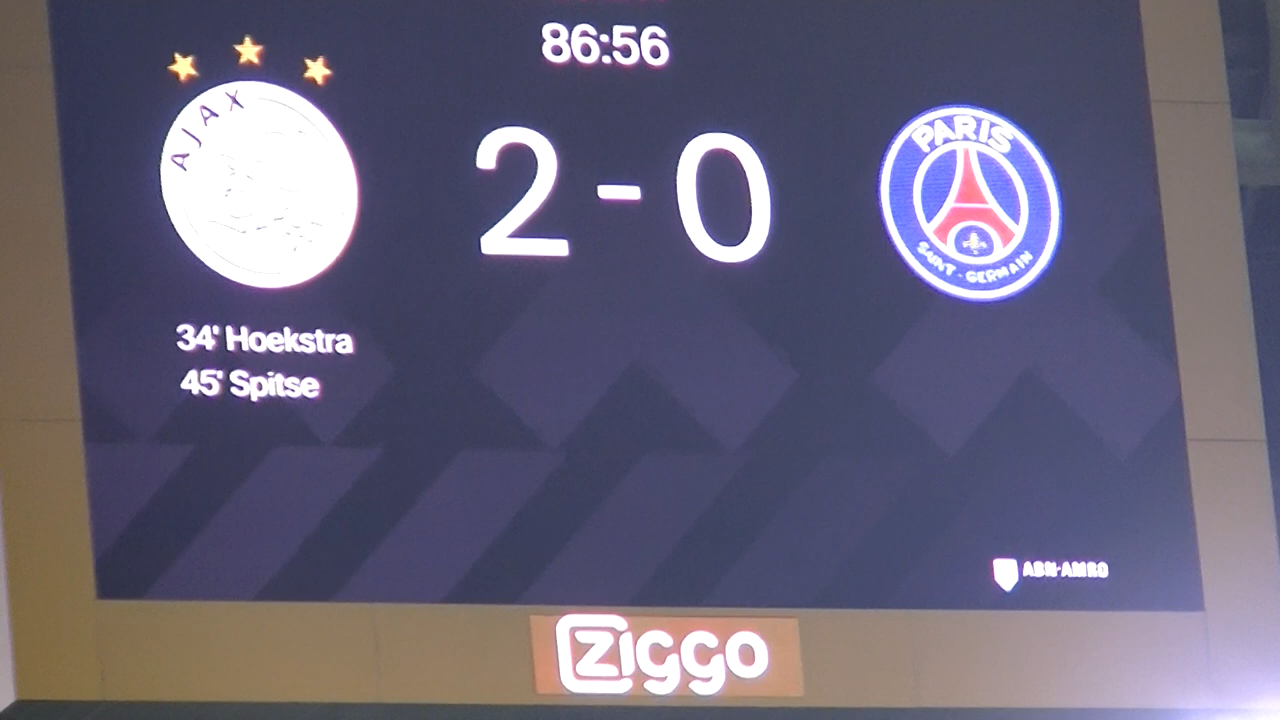 86:56
AJAX
2 - 0
PARIS
SAINT - GERMAIN
34' Hoekstra
45' Spitse
ABN·AMRO
ziggo